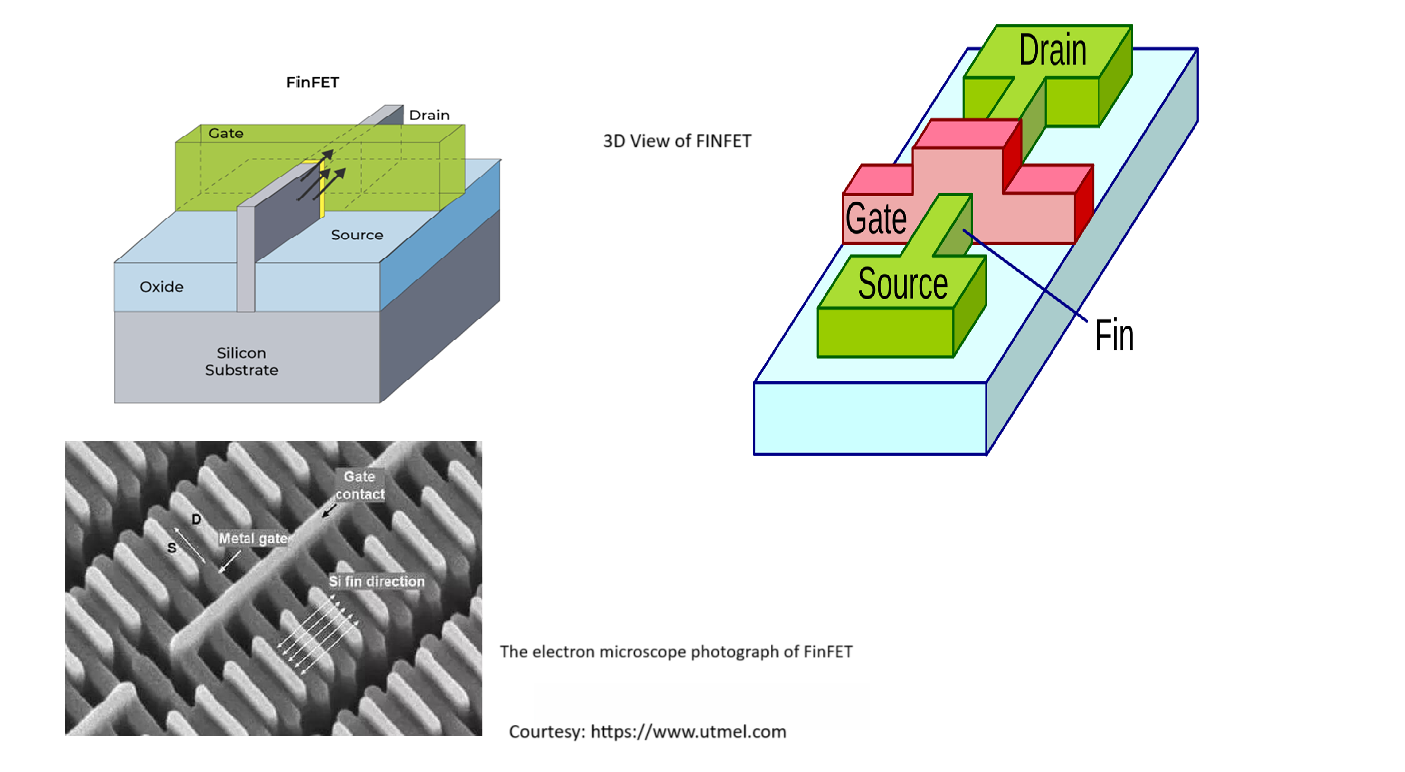 FinFET
Drain
Gate
Source
Oxide
Silicon
Substrate
3D View of FINFET
Drain
Gate
Source
Fin
Gate
contact
D
Metal gate
S
Si fin direction
The electron microscope photograph of FinFET
Courtesy: https://www.utmel.com